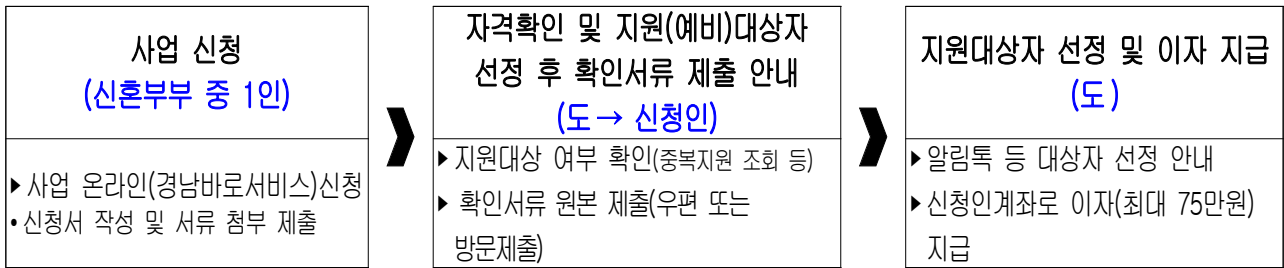 사업 신청
(신혼부부 중 1인)
▶사업 온라인(경남바로서비스)신청
•신청서 작성 및 서류 첨부 제출
자격확인 및 지원(예비)대상자
선정 후 확인서류 제출 안내
(도→ 신청인)
▶지원대상 여부 확인(중복지원 조회 등)
▶ 확인서류 원본 제출(우편 또는
방문제출)
지원대상자 선정 및 이자 지급
(도)
▶알림톡 등 대상자 선정 안내
▶신청인계좌로 이자(최대 75만원)
지급